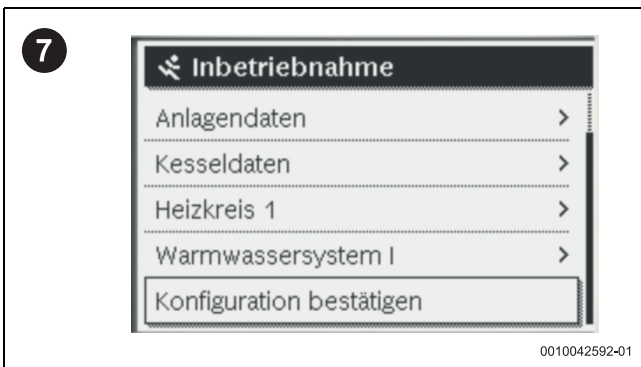 7
Inbetriebnahme
Anlagendaten >
Kesseldaten >
Heizkreis 1 >
Warmwassersystem I >
Konfiguration bestätigen
0010042592-01